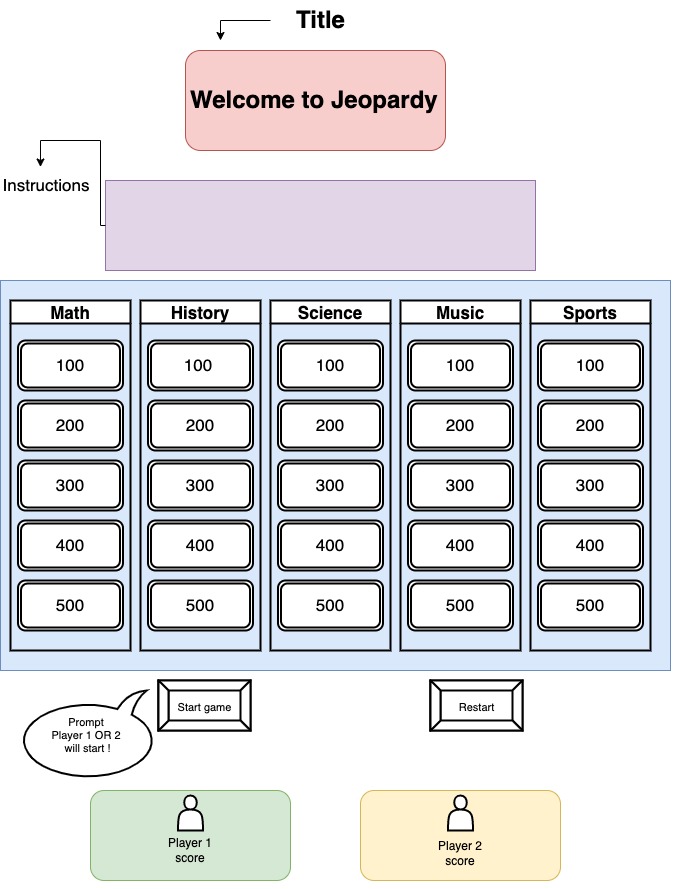 Title
Welcome to Jeopardy
Instructions
Math History Science Music Sports
100 100 100 100 100
200 200 200 200 200
300 300 300 300 300
400 400 400 400 400
500 500 500 500 500
Start game Restart
Prompt
Player 1 OR 2
will start !
Player 1
score
Player 2
score